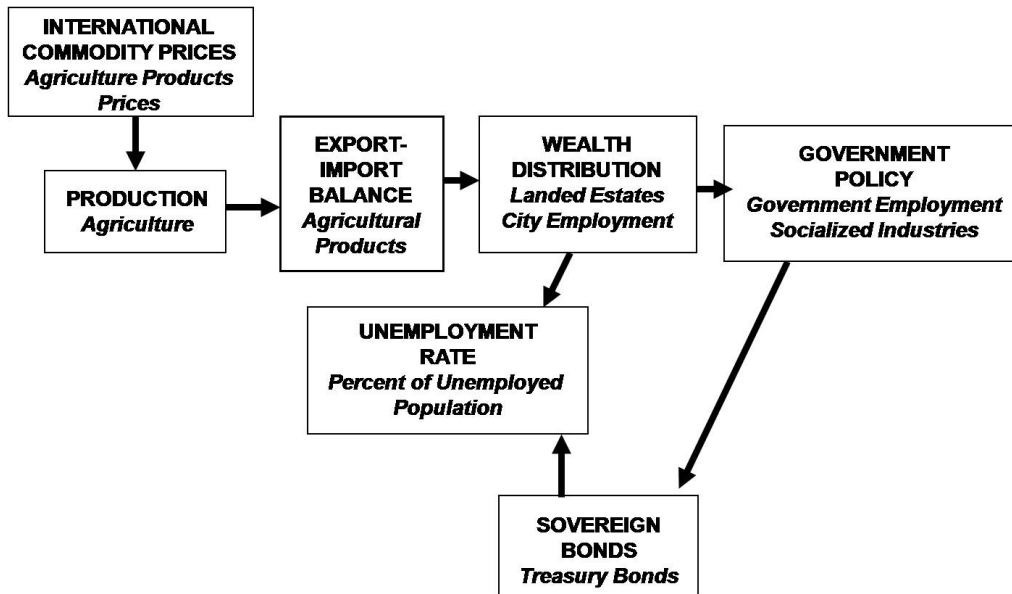 INTERNATIONAL
COMMODITY PRICES
Agriculture Products
Prices
PRODUCTION
Agriculture
EXPORT-
IMPORT
BALANCE
Agricultural
Products
WEALTH
DISTRIBUTION
Landed Estates
City Employment
GOVERNMENT
POLICY
Government Employment
Socialized Industries
UNEMPLOYMENT
RATE
Percent of Unemployed
Population
SOVEREIGN
BONDS
Treasury Bonds